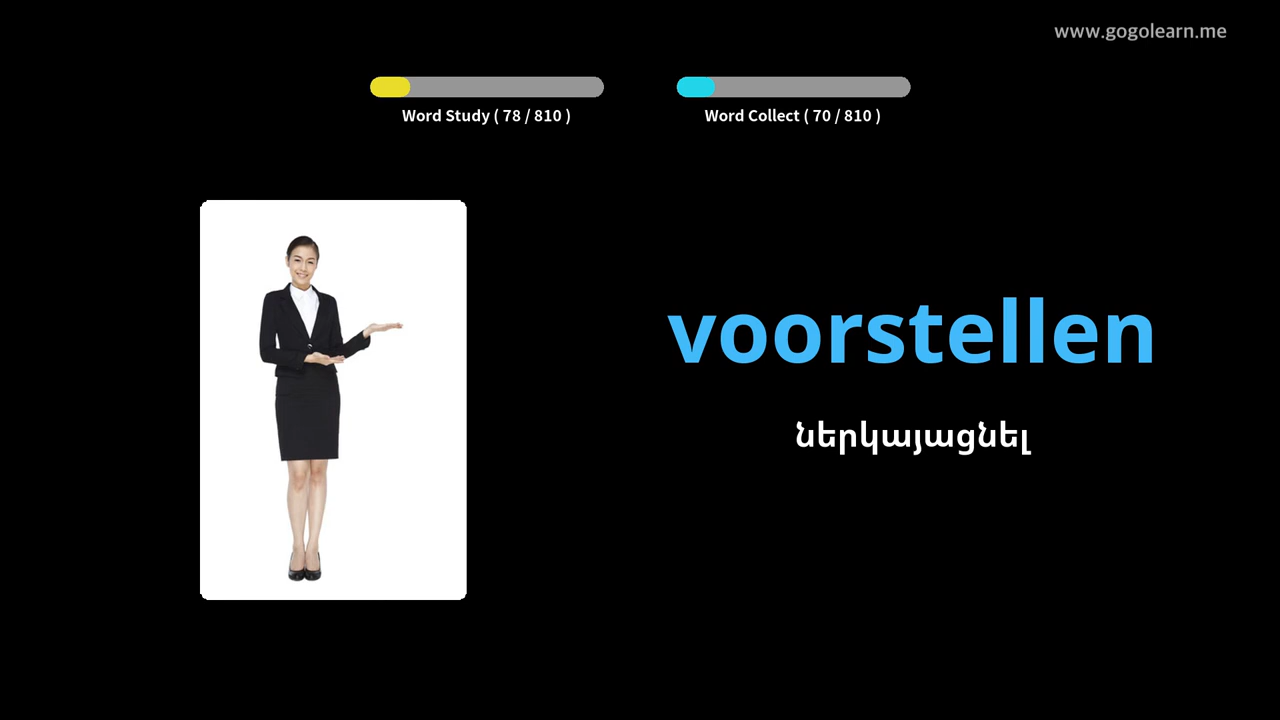 www.gogolearn.me
Word Study ( 78 / 810 )
Word Collect ( 70 / 810 )
voorstellen
ներկայացնել